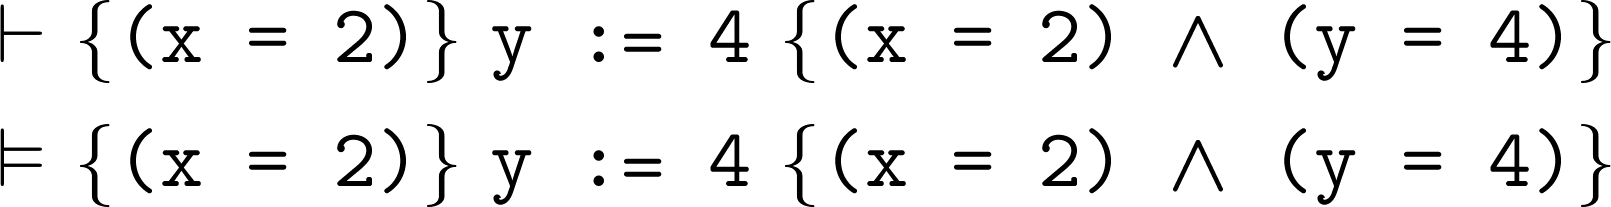 ⊢ {(x = 2)} y := 4 {(x = 2) ∧ (y = 4)}
⊨ {(x = 2)} y := 4 {(x = 2) ∧ (y = 4)}